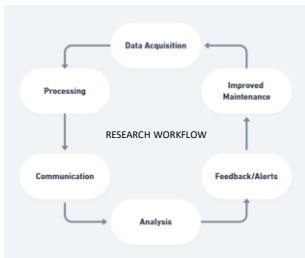 Data Acquisition
Processing
Improved
Maintenance
RESEARCH WORKFLOW
Communication
Feedback/Alerts
Analysis